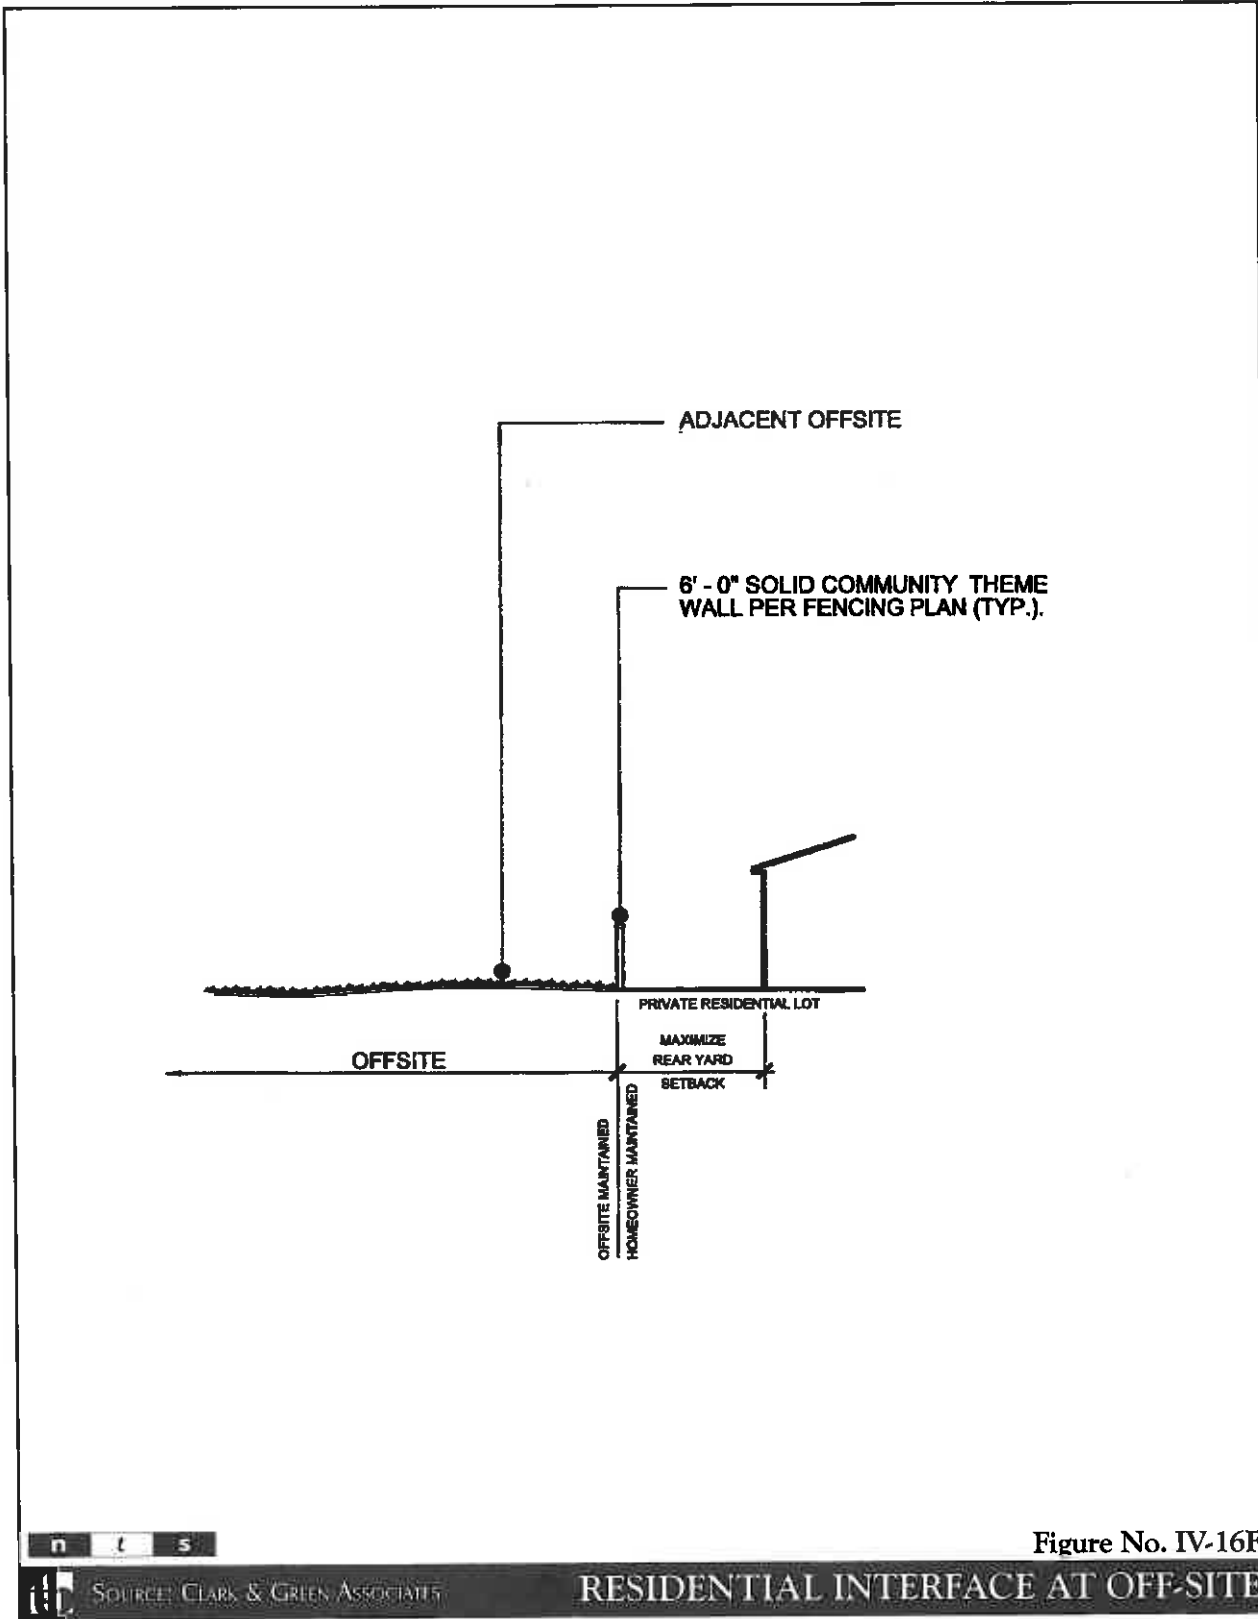 ADJACENT OFFSITE
6' - 0" SOLID COMMUNITY THEME
WALL PER FENCING PLAN (TYP.).
PRIVATE RESIDENTIAL LOT
MAXIMIZE
REAR YARD
SETBACK
OFFSITE
OFFSITE MAINTAINED
HOMEOWNER MAINTAINED
n t s
Figure No. IV-16F
SOURCE: CLARK & GREEN ASSOCIATES
RESIDENTIAL INTERFACE AT OFF-SITE